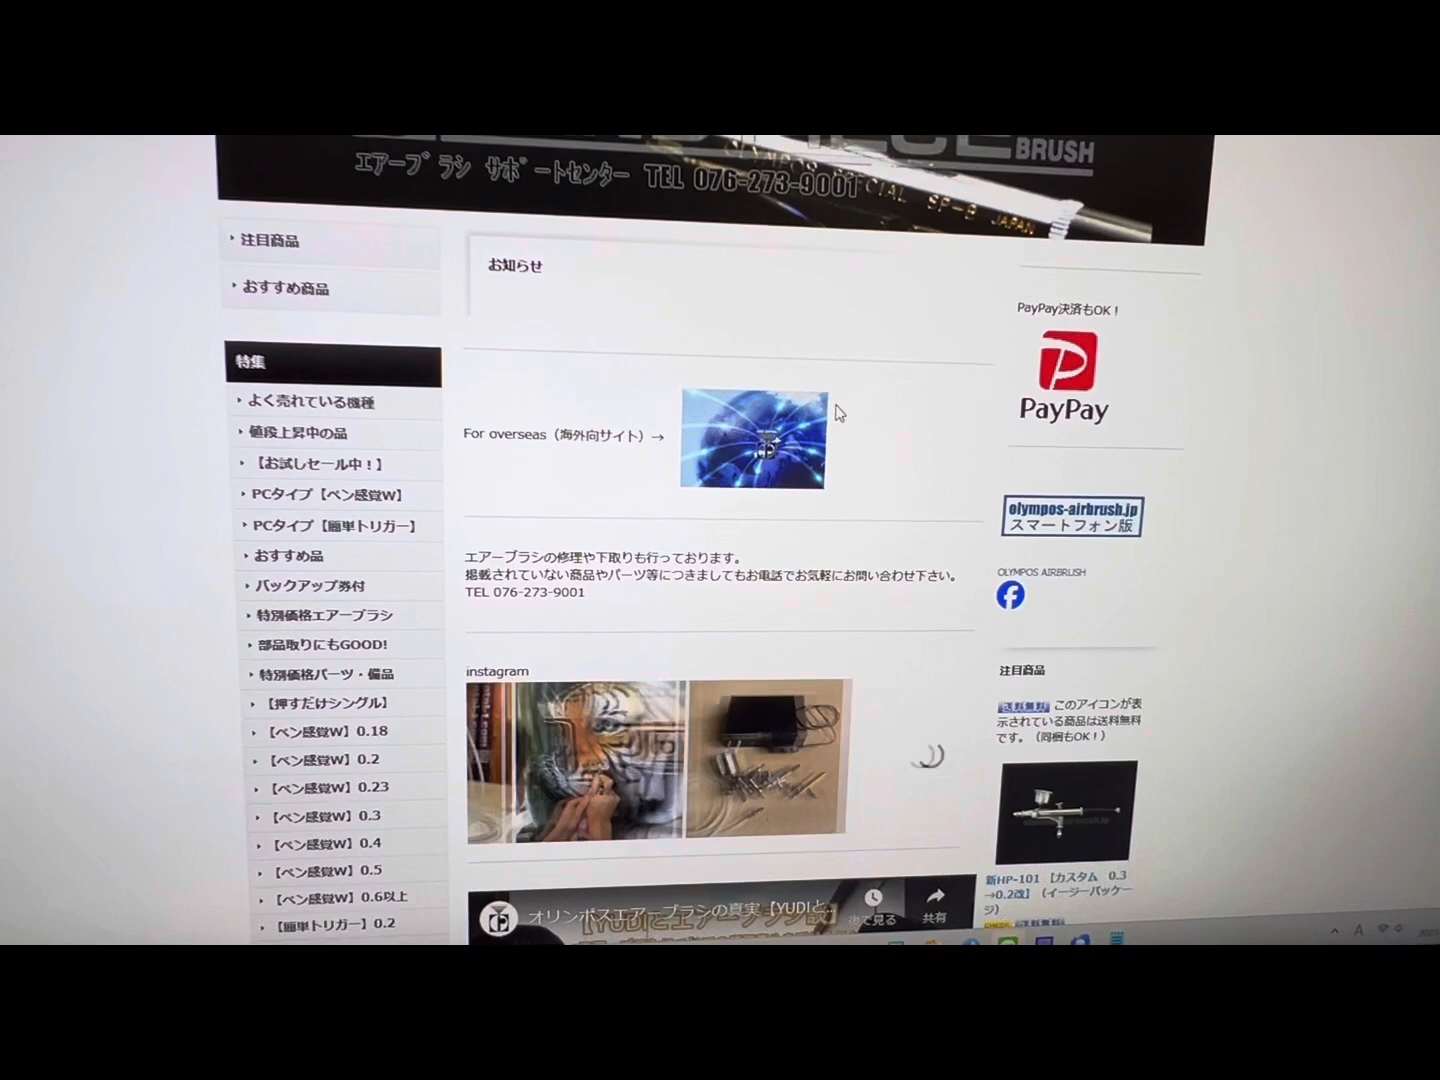 BRUSH
エアーブラシ サポートセンター TEL 076-273-9001
SP-B JAPAN
注目商品
おすすめ商品
特集
よく売れている機種
値段上昇中の品
【お試しセール中！】
PCタイプ【ペン感覚W】
PCタイプ【簡単トリガー】
おすすめ品
バックアップ券付
特別価格エアーブラシ
部品取りにもGOOD!
特別価格パーツ・備品
【押すだけシングル】
【ペン感覚W】0.18
【ペン感覚W】0.2
【ペン感覚W】0.23
【ペン感覚W】0.3
【ペン感覚W】0.4
【ペン感覚W】0.5
【ペン感覚W】0.6以上
【簡単トリガー】0.2
お知らせ
For overseas（海外向サイト）→
エアーブラシの修理や下取りも行っております。
掲載されていない商品やパーツ等につきましてもお電話でお気軽にお問い合わせ下さい。
TEL 076-273-9001
instagram
オリンポスエアーブラシの真実【YUDIと...
後で見る
共有
PayPay決済もOK！
PayPay
olympos-airbrush.jp
スマートフォン版
OLYMPOS AIRBRUSH
注目商品
送料無料 このアイコンが表
示されている商品は送料無料
です。（同梱もOK！）
新HP-101 【カスタム 0.3
→0.2改】（イージーパッケー
ジ）
送料無料